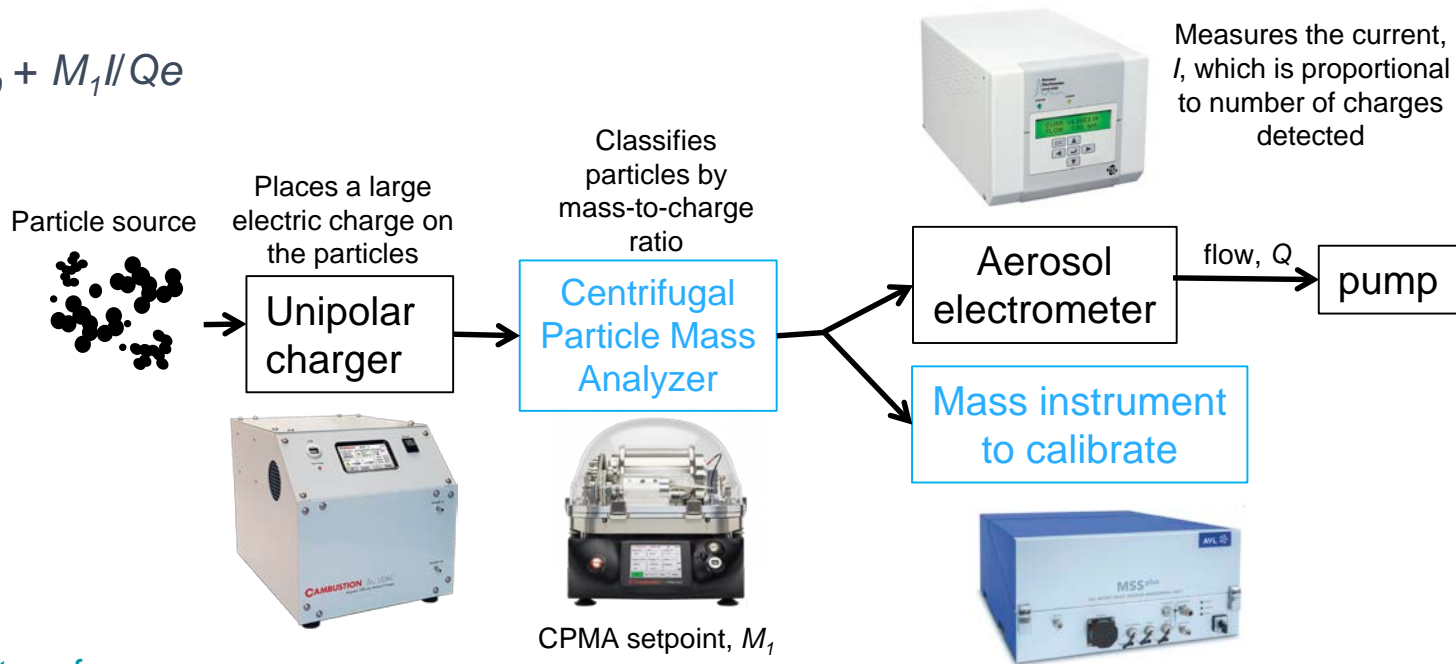 + M₁I/Qe
Measures the current,
I, which is proportional
to number of charges
detected
Classifies
particles by
mass-to-charge
ratio
Places a large
electric charge on
the particles
Particle source
Unipolar
charger
Centrifugal
Particle Mass
Analyzer
Aerosol
electrometer
flow, Q
pump
Mass instrument
to calibrate
CAMBUSTION
UDAC
CAMBUSTION
AVL
MSS plus
CPMA setpoint, M₁